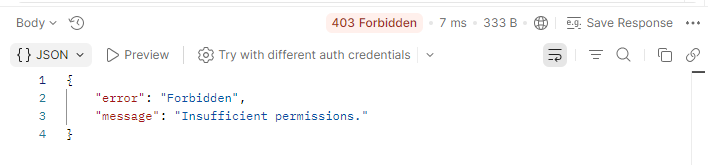 Body 403 Forbidden • 7 ms • 333 B • e.g. Save Response
{} JSON Preview Try with different auth credentials
1 {
2 "error": "Forbidden",
3 "message": "Insufficient permissions."
4 }